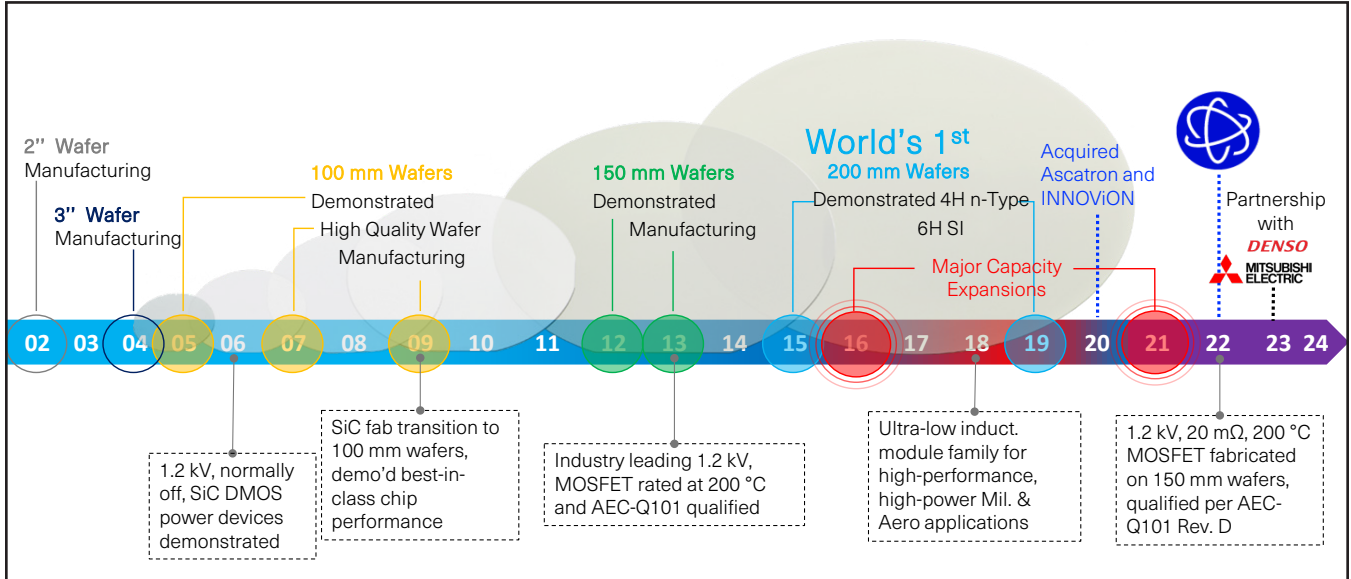 2'' Wafer
Manufacturing
3'' Wafer
Manufacturing
100 mm Wafers
Demonstrated
High Quality Wafer
Manufacturing
150 mm Wafers
Demonstrated
Manufacturing
World's 1st
200 mm Wafers
Demonstrated 4H n-Type
6H SI
Major Capacity
Expansions
Acquired
Ascatron and
INNOViON
Partnership
with
DENSO
MITSUBISHI
ELECTRIC
02 03 04 05 06 07 08 09 10 11 12 13 14 15 16 17 18 19 20 21 22 23 24
1.2 kV, normally
off, SiC DMOS
power devices
demonstrated
SiC fab transition to
100 mm wafers,
demo'd best-in-
class chip
performance
Industry leading 1.2 kV,
MOSFET rated at 200 °C
and AEC-Q101 qualified
Ultra-low induct.
module family for
high-performance,
high-power Mil. &
Aero applications
1.2 kV, 20 mΩ, 200 °C
MOSFET fabricated
on 150 mm wafers,
qualified per AEC-
Q101 Rev. D